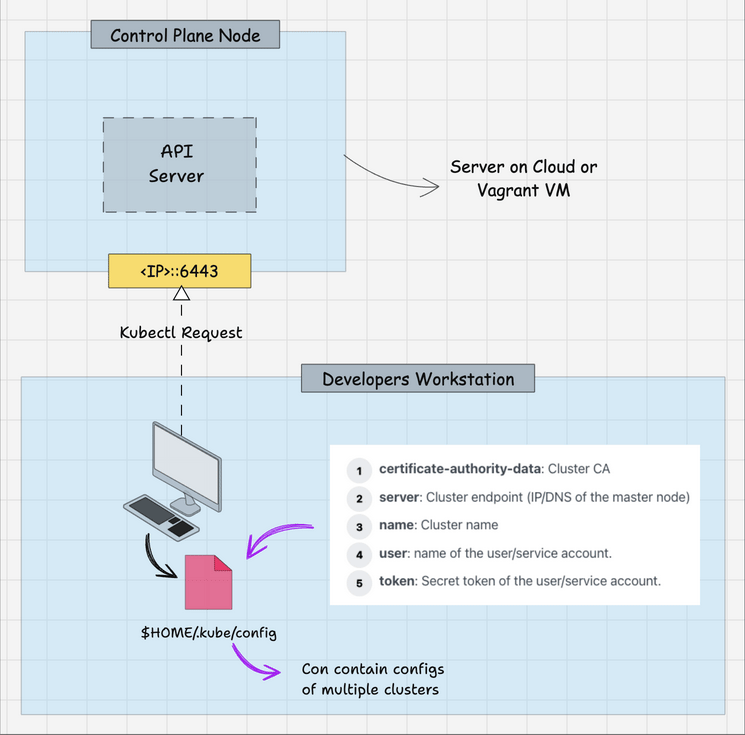 Control Plane Node
API
Server
Server on Cloud or
Vagrant VM
<IP>::6443
Kubectl Request
Developers Workstation
1 certificate-authority-data: Cluster CA
2 server: Cluster endpoint (IP/DNS of the master node)
3 name: Cluster name
4 user: name of the user/service account.
5 token: Secret token of the user/service account.
$HOME/.kube/config
Con contain configs
of multiple clusters